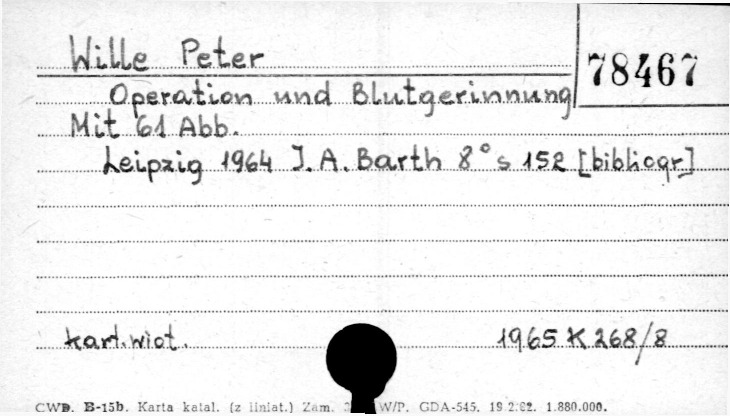 Wille Peter
78467
Operation und Blutgerinnung
Mit 61 Abb.
Leipzig 1964 J. A. Barth 8° s 152 [bibliogr]
kart. wiot. 1965 K 268/8
CWD. B-15b. Karta katal. (z liniat.) Zam. W/P. GDA-545. 19.2.62. 1.880.000.